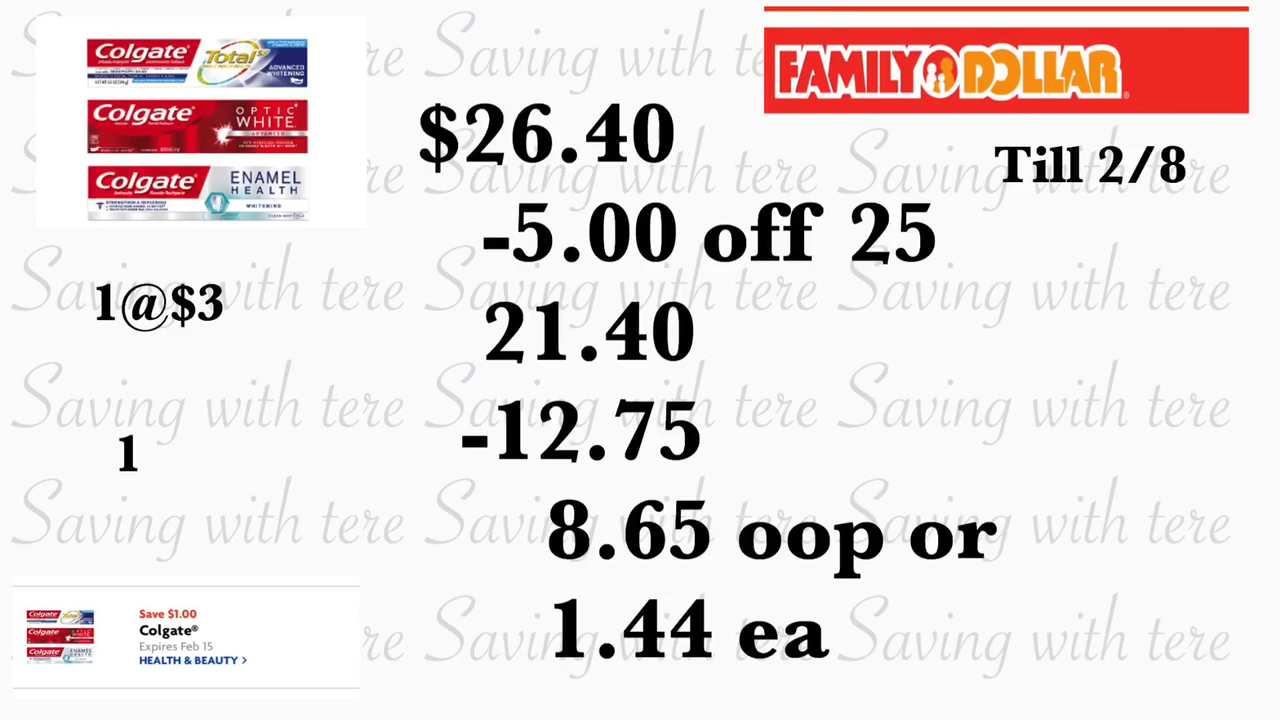 Saving with tere
FAMILY DOLLAR
Till 2/8
Colgate
Total SF
ADVANCED
WHITENING
Colgate
OPTIC
WHITE
ADVANCED
Colgate
ENAMEL
HEALTH
WHITENING
1@$3
1
$26.40
-5.00 off 25
21.40
-12.75
8.65 oop or
1.44 ea
Save $1.00
Colgate®
Expires Feb 15
HEALTH & BEAUTY >